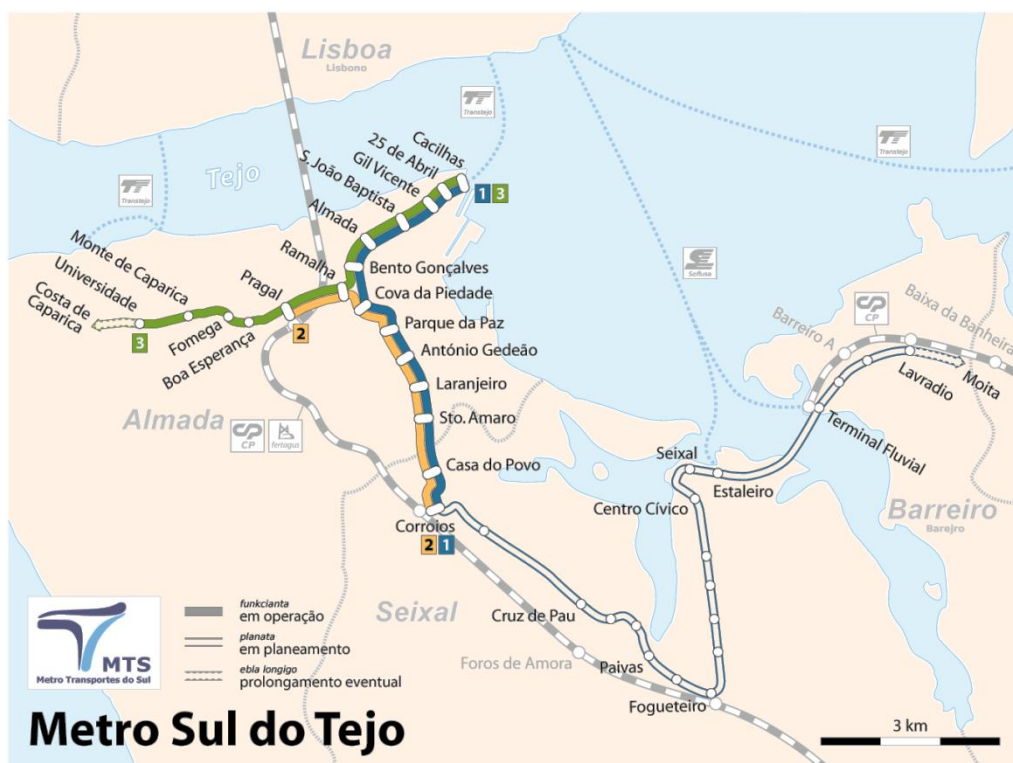 Lisboa
Lisbono
Transtejo
Transtejo
Transtejo
Tejo
Cacilhas
25 de Abril
Gil Vicente
S. João Baptista
Almada
1 3
Ramalha
Bento Gonçalves
Pragal
Cova da Piedade
Monte de Caparica
Universidade
Costa de
Caparica
3
Fomega
Boa Esperança
2
Parque da Paz
António Gedeão
Laranjeiro
Sto. Amaro
Casa do Povo
Corroios
2 1
Almada
CP
CP
fertagus
Soflusa
CP
CP
Barreiro A
Baixa da Banheira
Lavradio
Moita
Terminal Fluvial
Seixal
Estaleiro
Centro Cívico
Barreiro
Barejro
Seixal
Cruz de Pau
Foros de Amora
Paivas
Fogueteiro
MTS
Metro Transportes do Sul
funkcianta
em operação
planata
em planeamento
ebla longigo
prolongamento eventual
Metro Sul do Tejo
3 km